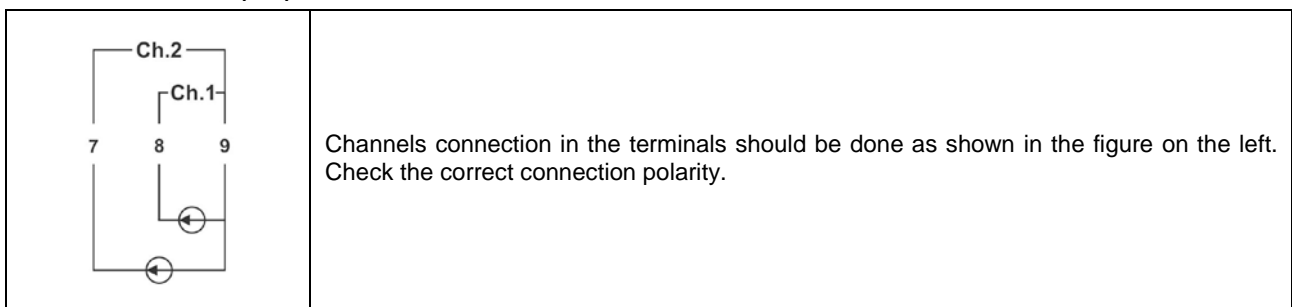 Ch.2
Ch.1
7 8 9
Channels connection in the terminals should be done as shown in the figure on the left.
Check the correct connection polarity.